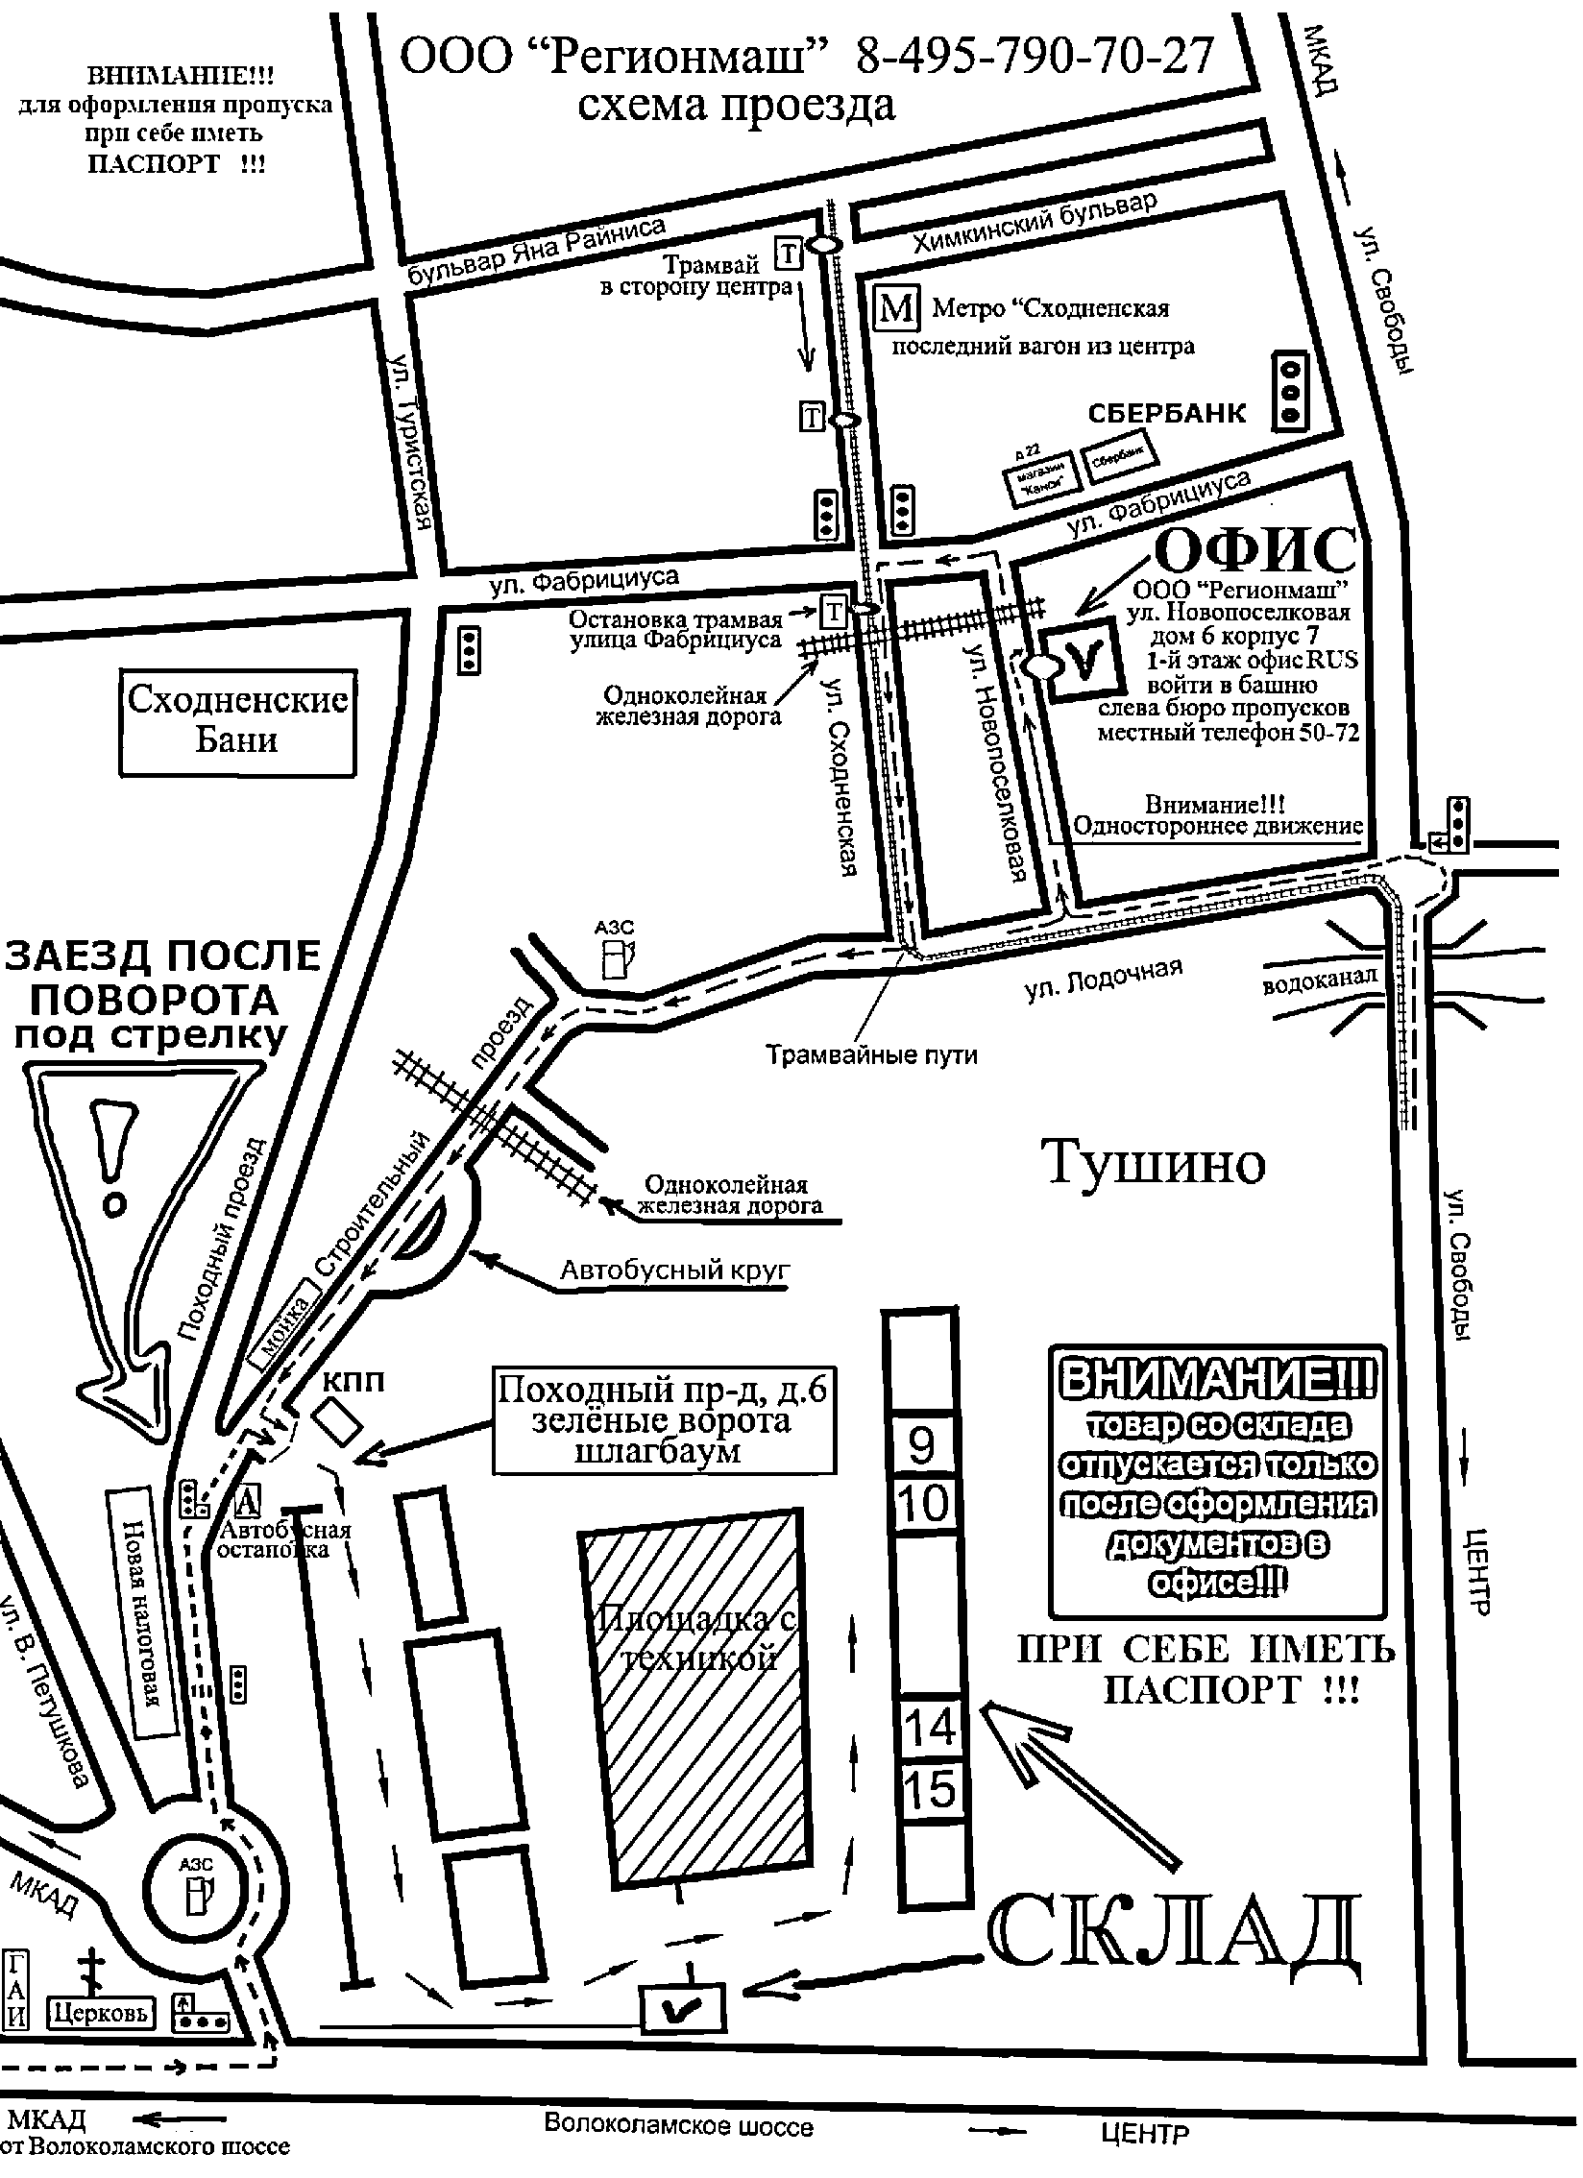 ООО “Регионмаш” 8-495-790-70-27
схема проезда
ВНИМАНИЕ!!!
для оформления пропуска
при себе иметь
ПАСПОРТ !!!
МКАД
ул. Свободы
бульвар Яна Райниса
Химкинский бульвар
Т
Трамвай
в сторону центра
М
Метро “Сходненская
последний вагон из центра
ул. Туристская
Т
СБЕРБАНК
д 22
магазин
"Канси"
Сбербанк
ул. Фабрициуса
ул. Фабрициуса
ОФИС
ООО “Регионмаш”
ул. Новопоселковая
дом 6 корпус 7
1-й этаж офис RUS
войти в башню
слева бюро пропусков
местный телефон 50-72
Остановка трамвая
улица Фабрициуса
Т
Одноколейная
железная дорога
ул. Сходненская
ул. Новопоселковая
Сходненские
Бани
Внимание!!!
Одностороннее движение
АЗС
ЗАЕЗД ПОСЛЕ
ПОВОРОТА
под стрелку
!
ул. Лодочная
водоканал
Трамвайные пути
Строительный проезд
Походный проезд
Тушино
Одноколейная
железная дорога
Автобусный круг
ул. Свободы
мойка
КПП
Походный пр-д, д.6
зелёные ворота
шлагбаум
9
10
14
15
ВНИМАНИЕ!!!
товар со склада
отпускается только
после оформления
документов в
офисе!!!
ПРИ СЕБЕ ИМЕТЬ
ПАСПОРТ !!!
ЦЕНТР
А
Автобусная
остановка
Новая налоговая
ул. В. Петушкова
Площадка с
техникой
МКАД
АЗС
СКЛАД
ГАИ
Церковь
МКАД
от Волоколамского шоссе
Волоколамское шоссе
ЦЕНТР